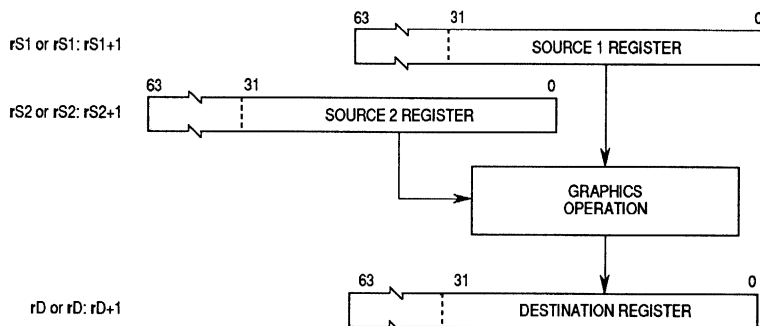 63 31 0
rS1 or rS1: rS1+1 SOURCE 1 REGISTER
63 31 0
rS2 or rS2: rS2+1 SOURCE 2 REGISTER
GRAPHICS
OPERATION
63 31 0
rD or rD: rD+1 DESTINATION REGISTER